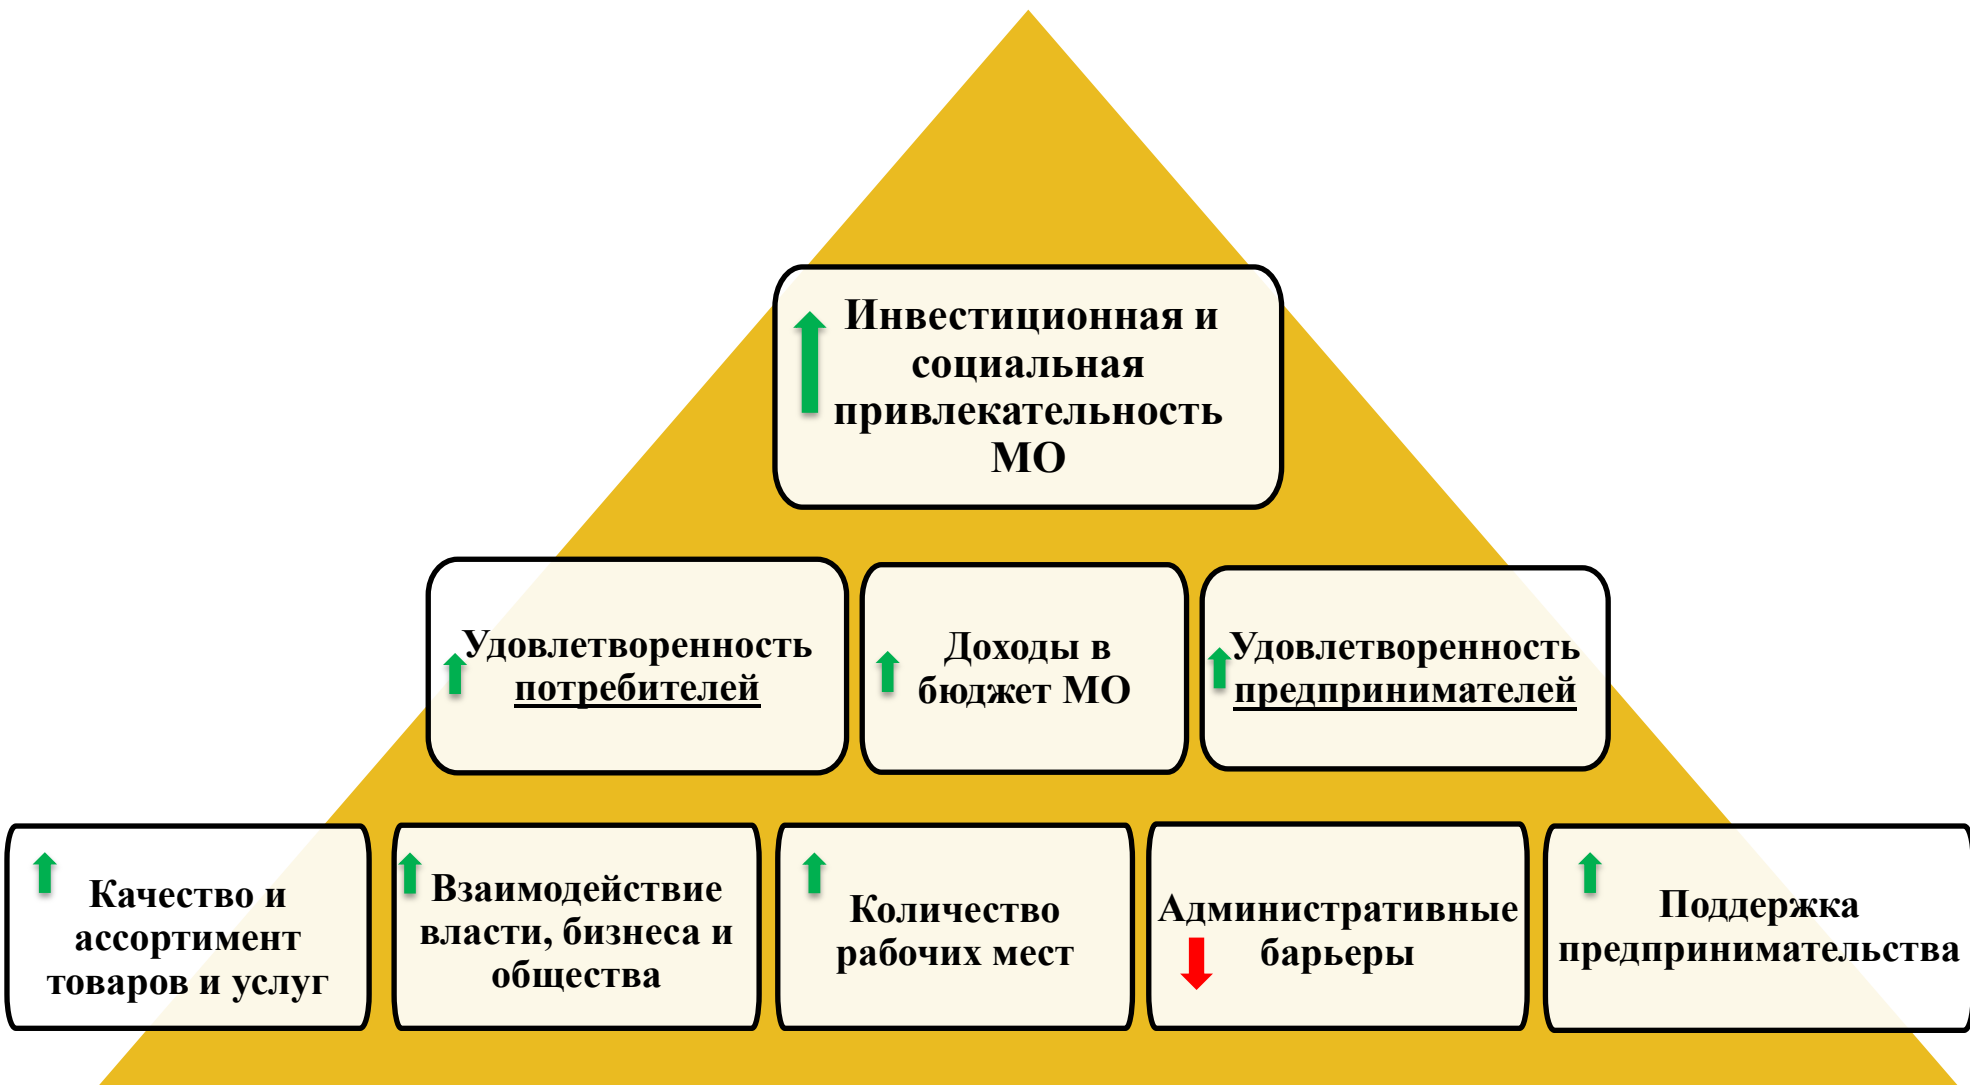 Инвестиционная и
социальная
привлекательность
МО
Удовлетворенность
потребителей
Доходы в
бюджет МО
Удовлетворенность
предпринимателей
Качество и
ассортимент
товаров и услуг
Взаимодействие
власти, бизнеса и
общества
Количество
рабочих мест
Административные
барьеры
Поддержка
предпринимательства